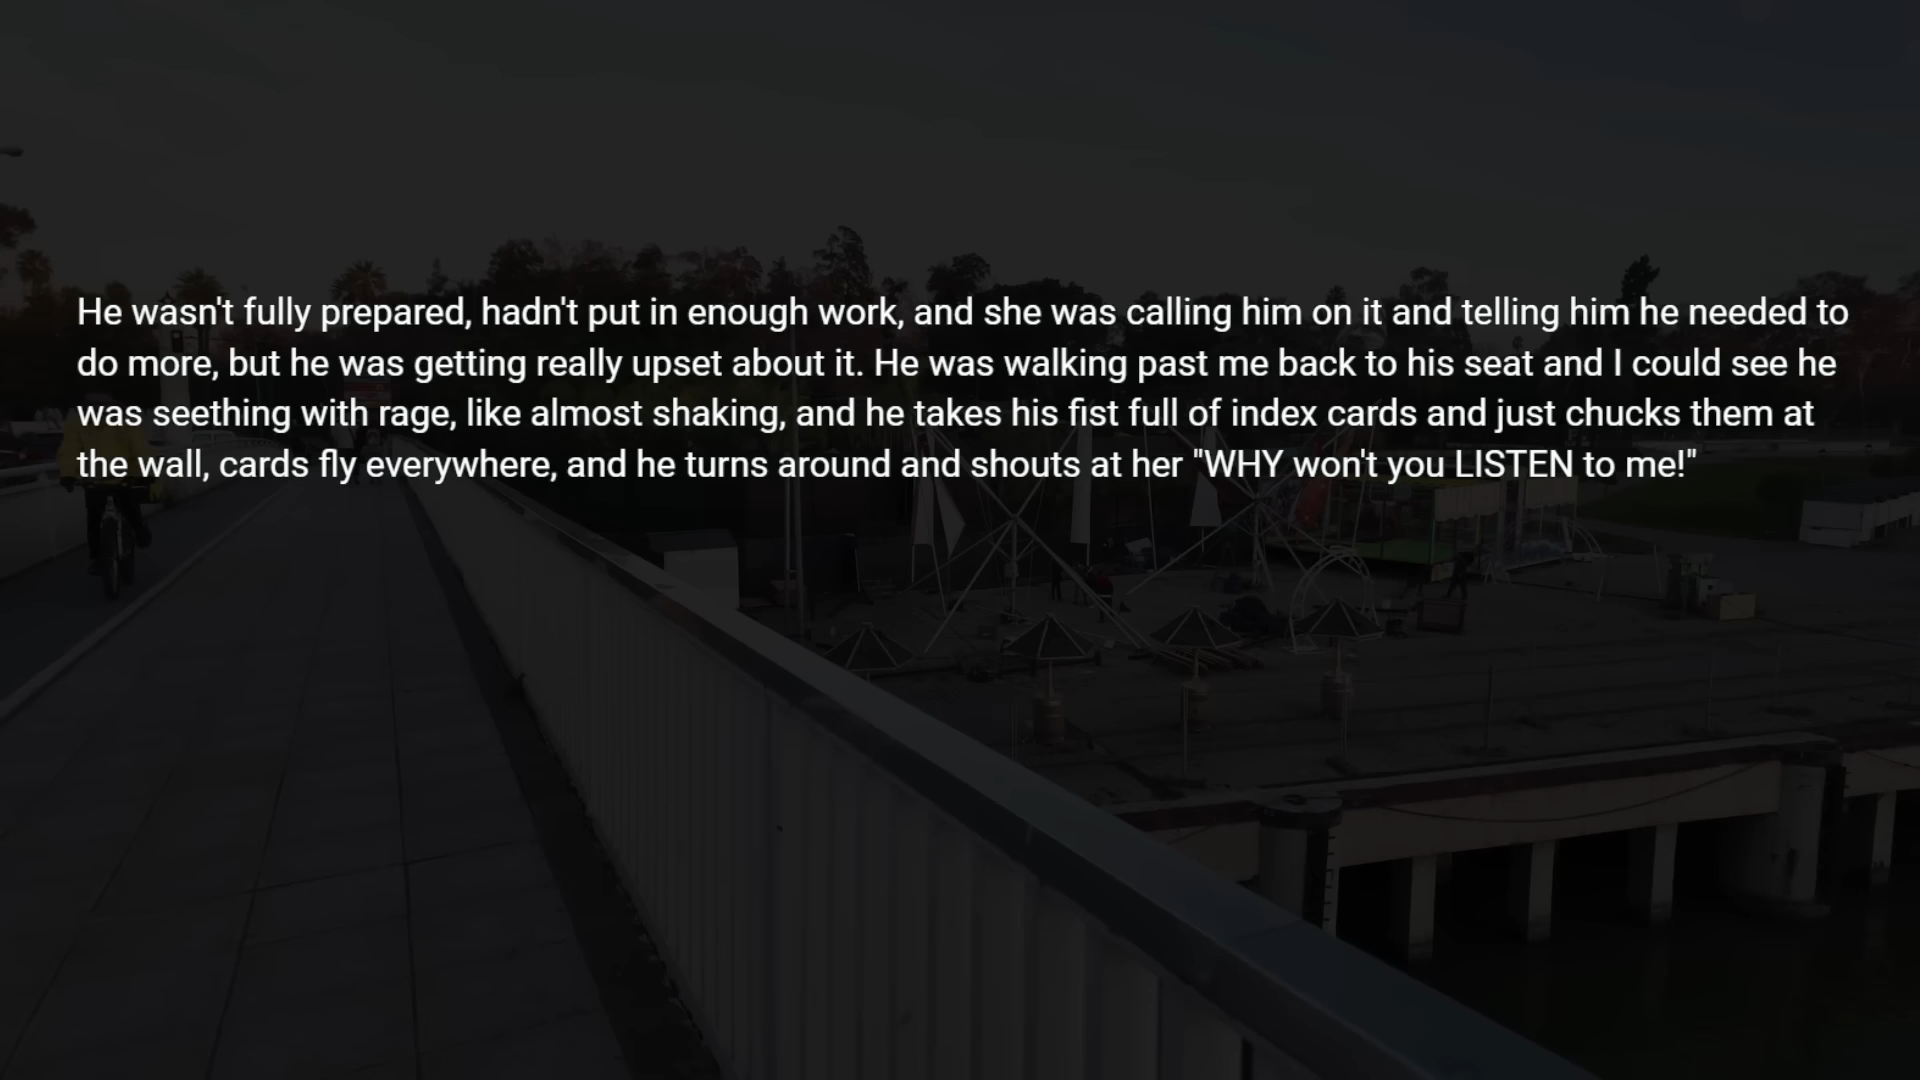 He wasn't fully prepared, hadn't put in enough work, and she was calling him on it and telling him he needed to
do more, but he was getting really upset about it. He was walking past me back to his seat and I could see he
was seething with rage, like almost shaking, and he takes his fist full of index cards and just chucks them at
the wall, cards fly everywhere, and he turns around and shouts at her "WHY won't you LISTEN to me!"